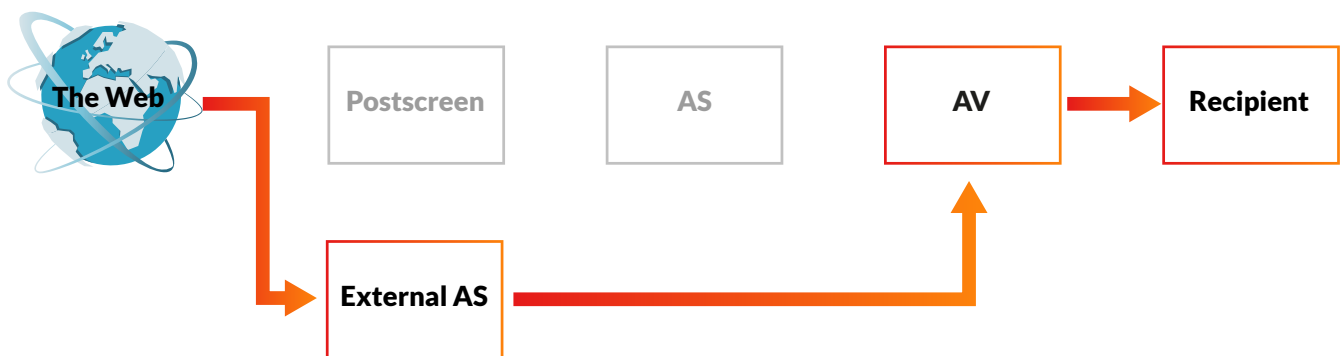 The Web
Postscreen
AS
AV
Recipient
External AS